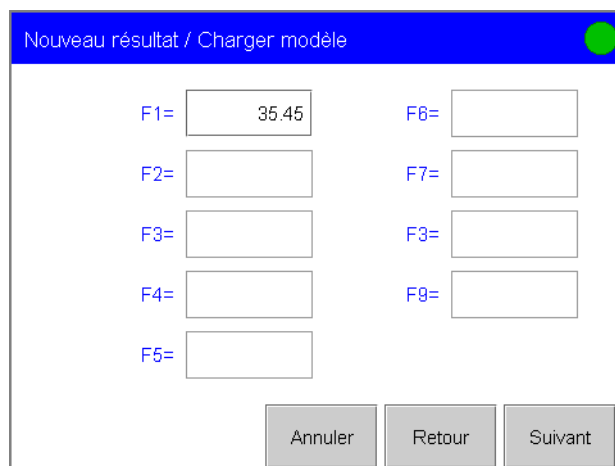 Nouveau résultat / Charger modèle
F1= 35.45
F6=
F2=
F7=
F3=
F3=
F4=
F9=
F5=
Annuler
Retour
Suivant